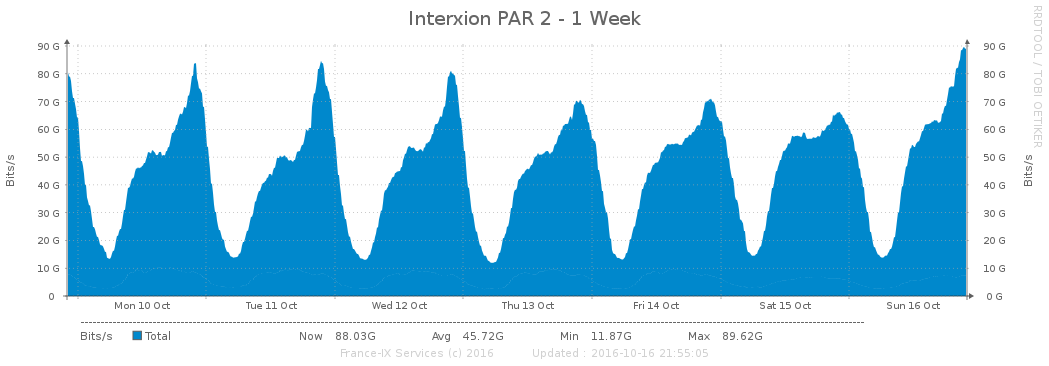 Interxion PAR 2 - 1 Week
RRDTOOL / TOBI OETIKER
Bits/s
90 G
80 G
70 G
60 G
50 G
40 G
30 G
20 G
10 G
0
90 G
80 G
70 G
60 G
50 G
40 G
30 G
20 G
10 G
0 G
Bits/s
Mon 10 Oct Tue 11 Oct Wed 12 Oct Thu 13 Oct Fri 14 Oct Sat 15 Oct Sun 16 Oct
Bits/s Total Now 88.03G Avg 45.72G Min 11.87G Max 89.62G
France-IX Services (c) 2016 Updated : 2016-10-16 21:55:05